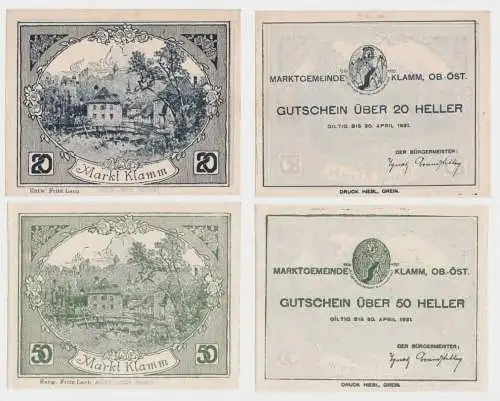 20 20
Markt Klamm
Entw. Fritz Lach
MARKTGEMEINDE KLAMM, OB.-ÖST.
GUTSCHEIN ÜBER 20 HELLER
GILTIG BIS 30. APRIL 1921.
DER BÜRGERMEISTER:
DRUCK HIEBL, GREIN.
50 50
Markt Klamm
Entw. Fritz Lach
MARKTGEMEINDE KLAMM, OB.-ÖST.
GUTSCHEIN ÜBER 50 HELLER
GILTIG BIS 30. APRIL 1921.
DER BÜRGERMEISTER:
DRUCK HIEBL, GREIN.